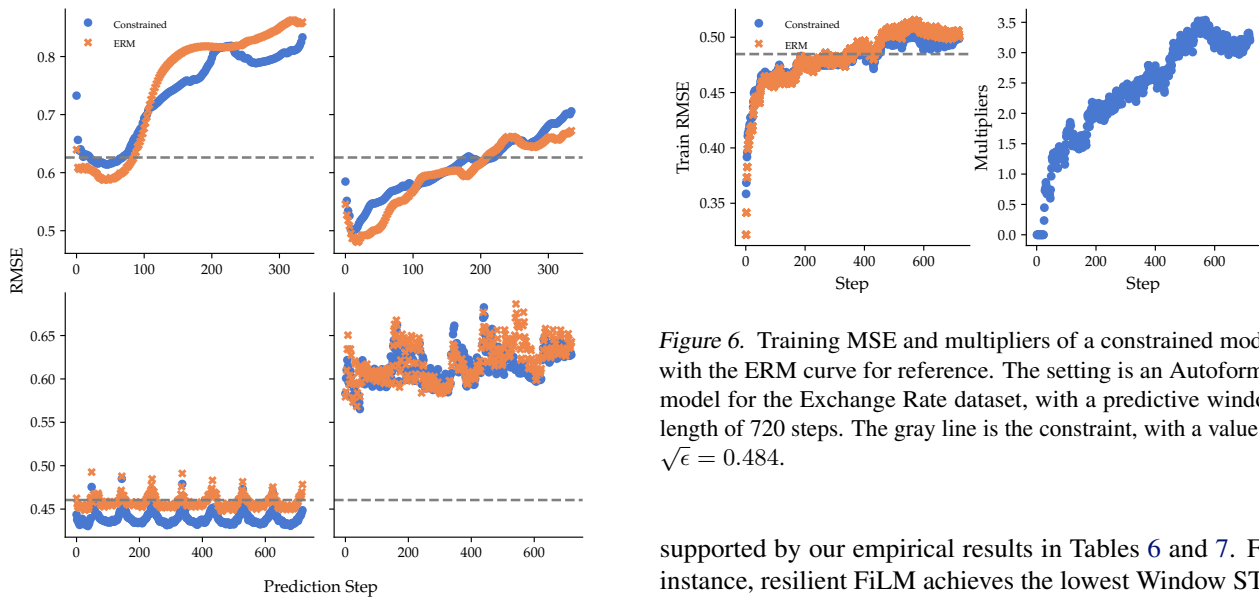 Constrained
ERM
0.8
0.7
0.6
0.5
0 100 200 300
0 100 200 300
RMSE
0.65
0.60
0.55
0.50
0.45
0 200 400 600
0 200 400 600
Prediction Step
Constrained
ERM
0.50
0.45
0.40
0.35
Train RMSE
0 200 400 600
Step
3.5
3.0
2.5
2.0
1.5
1.0
0.5
0.0
Multipliers
0 200 400 600
Step
Figure 6. Training MSE and multipliers of a constrained mod
with the ERM curve for reference. The setting is an Autoform
model for the Exchange Rate dataset, with a predictive windo
length of 720 steps. The gray line is the constraint, with a value
√ϵ = 0.484.
supported by our empirical results in Tables 6 and 7. F
instance, resilient FiLM achieves the lowest Window ST